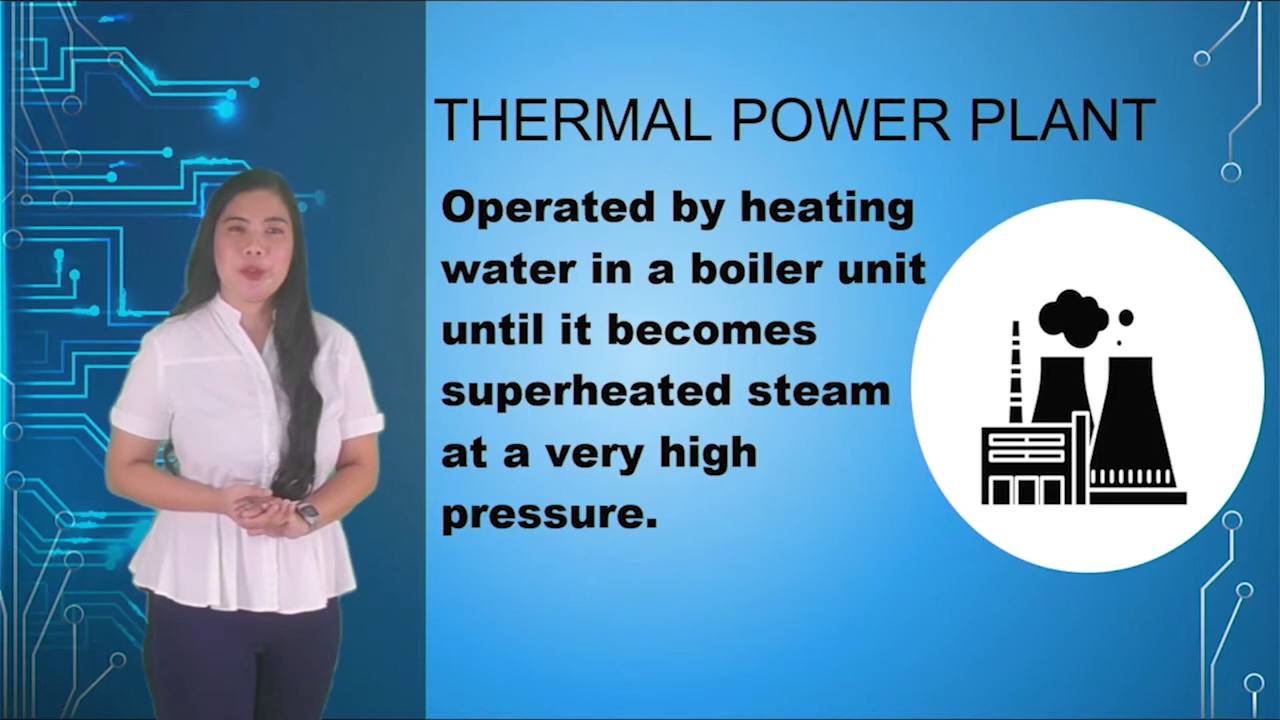 THERMAL POWER PLANT
Operated by heating
water in a boiler unit
until it becomes
superheated steam
at a very high
pressure.